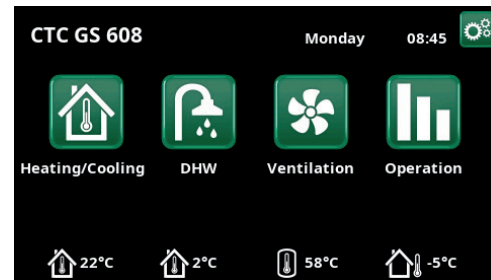 CTC GS 608 Monday 08:45
Heating/Cooling DHW Ventilation Operation
22°C 2°C 58°C -5°C